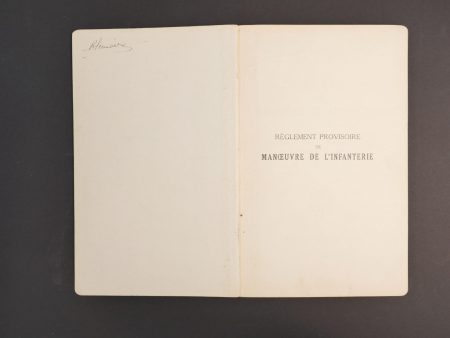 RÈGLEMENT PROVISOIRE
DE
MANŒUVRE DE L'INFANTERIE